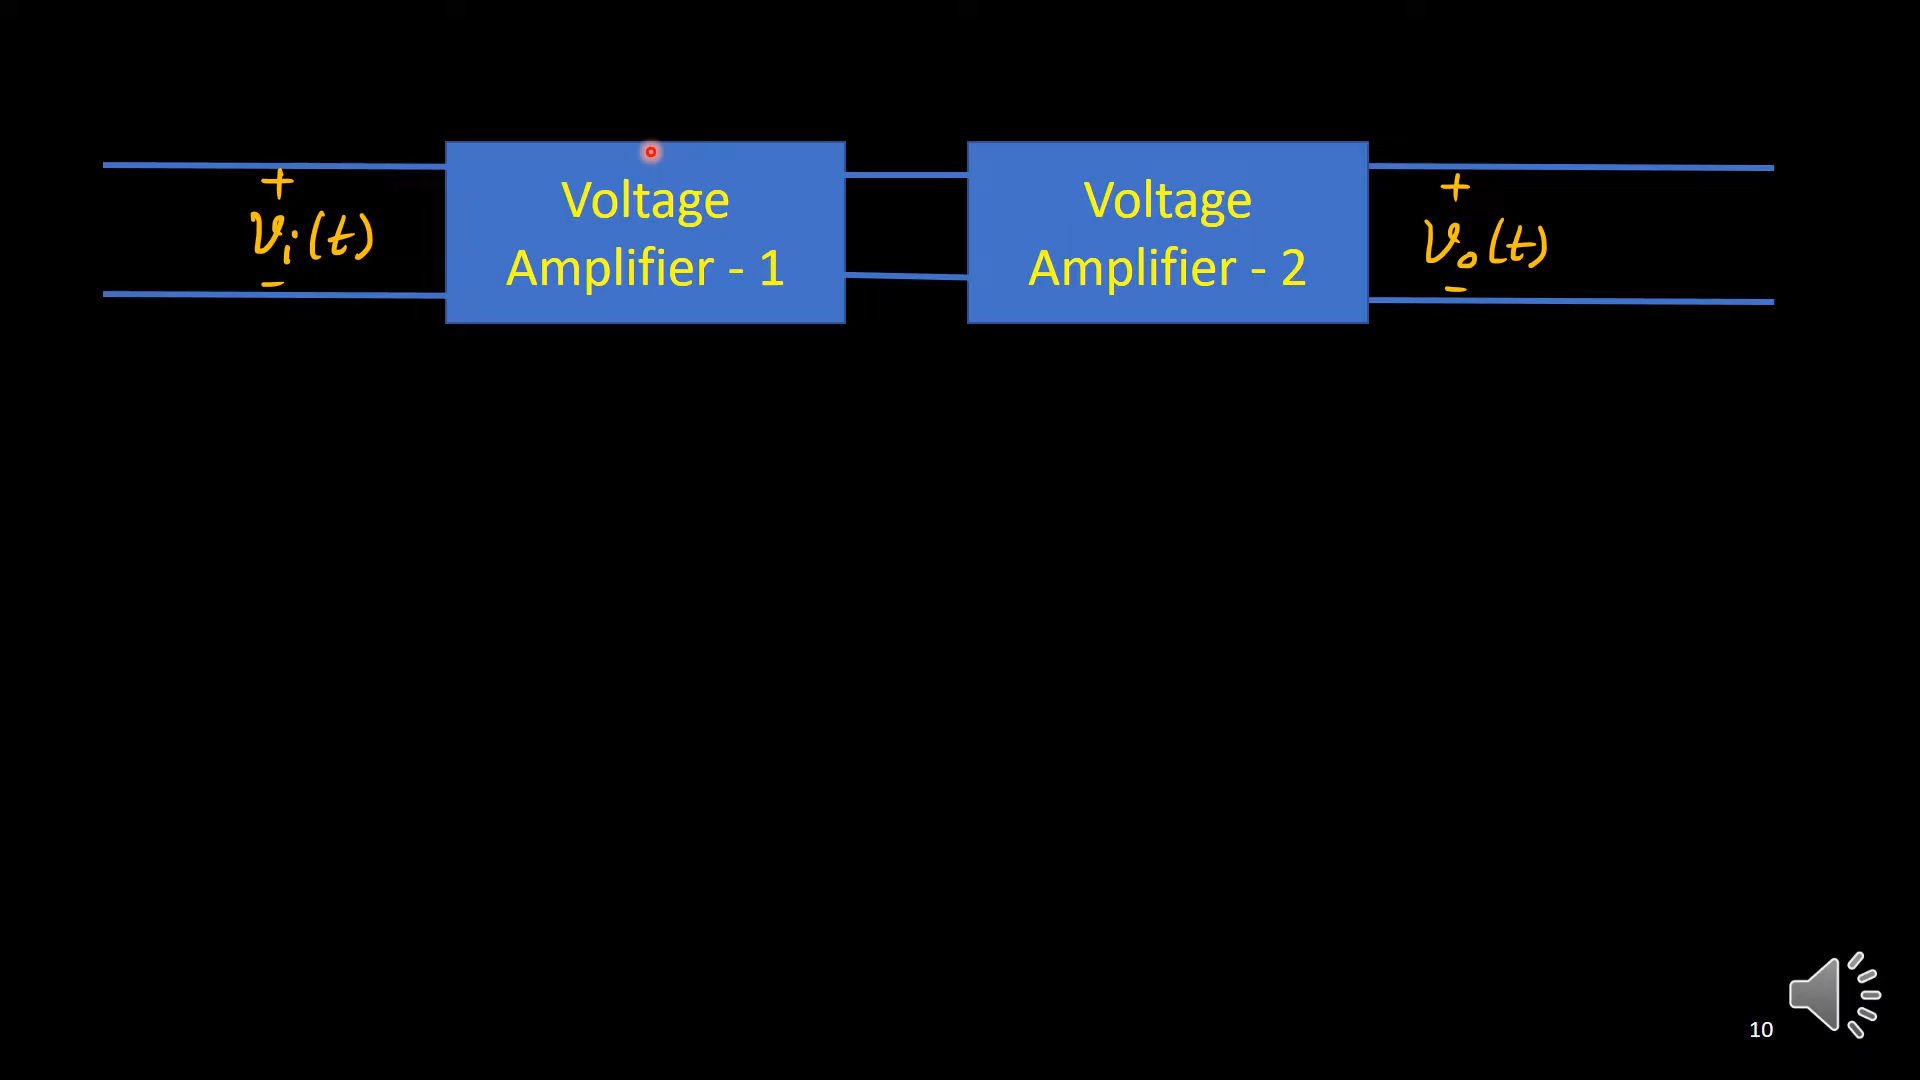 +
vi(t)
-
Voltage
Amplifier - 1
Voltage
Amplifier - 2
+
vo(t)
-
10